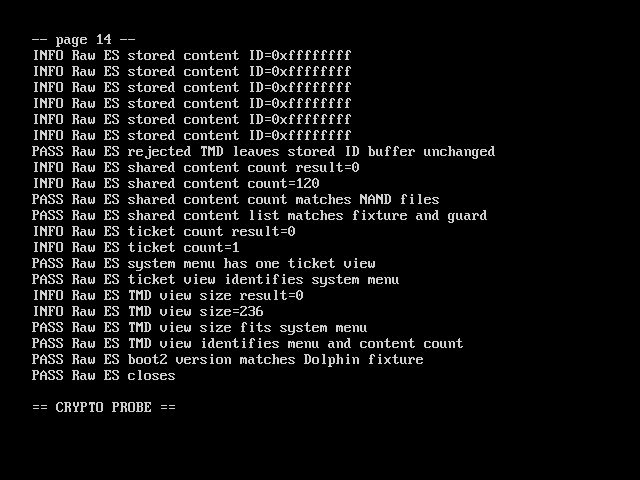 -- page 14 --
INFO Raw ES stored content ID=0xffffffff
INFO Raw ES stored content ID=0xffffffff
INFO Raw ES stored content ID=0xffffffff
INFO Raw ES stored content ID=0xffffffff
INFO Raw ES stored content ID=0xffffffff
INFO Raw ES stored content ID=0xffffffff
PASS Raw ES rejected TMD leaves stored ID buffer unchanged
INFO Raw ES shared content count result=0
INFO Raw ES shared content count=120
PASS Raw ES shared content count matches NAND files
PASS Raw ES shared content list matches fixture and guard
INFO Raw ES ticket count result=0
INFO Raw ES ticket count=1
PASS Raw ES system menu has one ticket view
PASS Raw ES ticket view identifies system menu
INFO Raw ES TMD view size result=0
INFO Raw ES TMD view size=236
PASS Raw ES TMD view size fits system menu
PASS Raw ES TMD view identifies menu and content count
PASS Raw ES boot2 version matches Dolphin fixture
PASS Raw ES closes
== CRYPTO PROBE ==